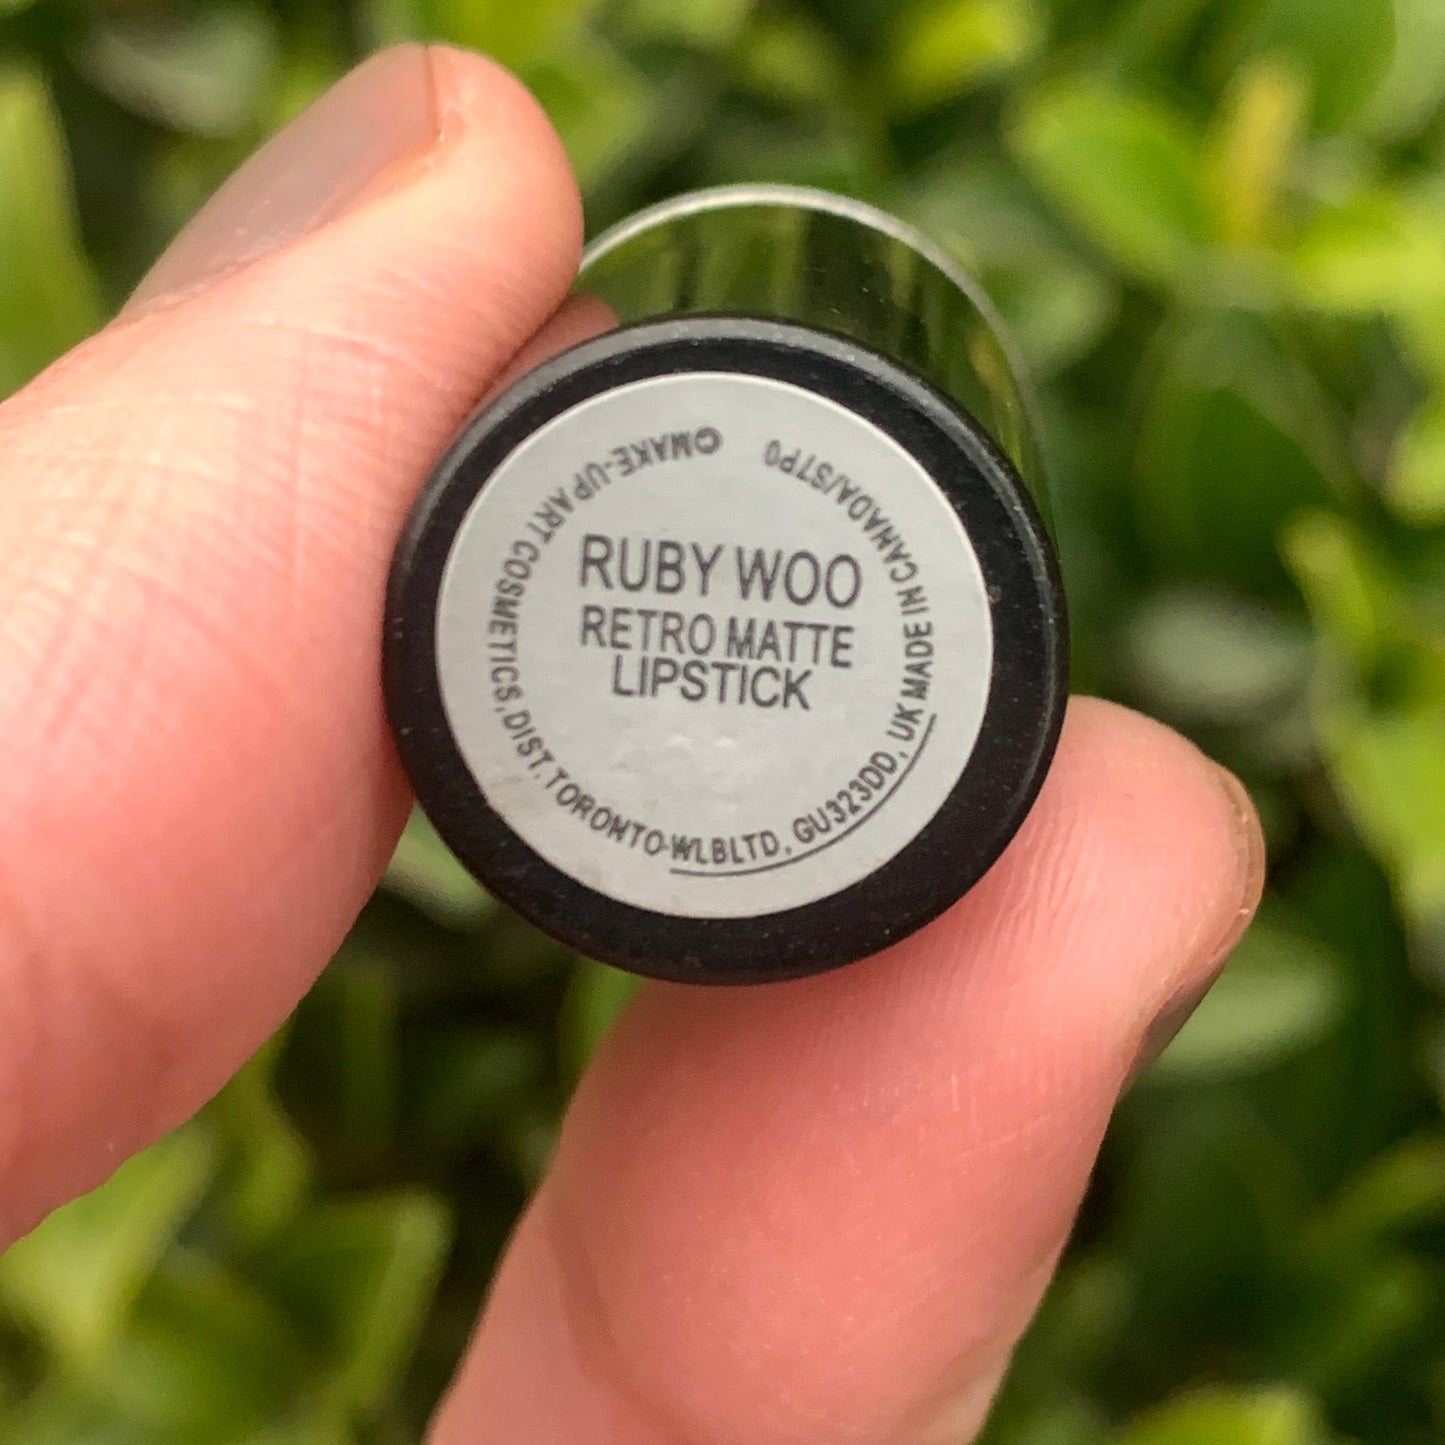 RUBY WOO
RETRO MATTE
LIPSTICK
©MAKE-UP ART COSMETICS, DIST. TORONTO-WLBLTD, GU323DD, UK MADE IN CANADA/S7P0